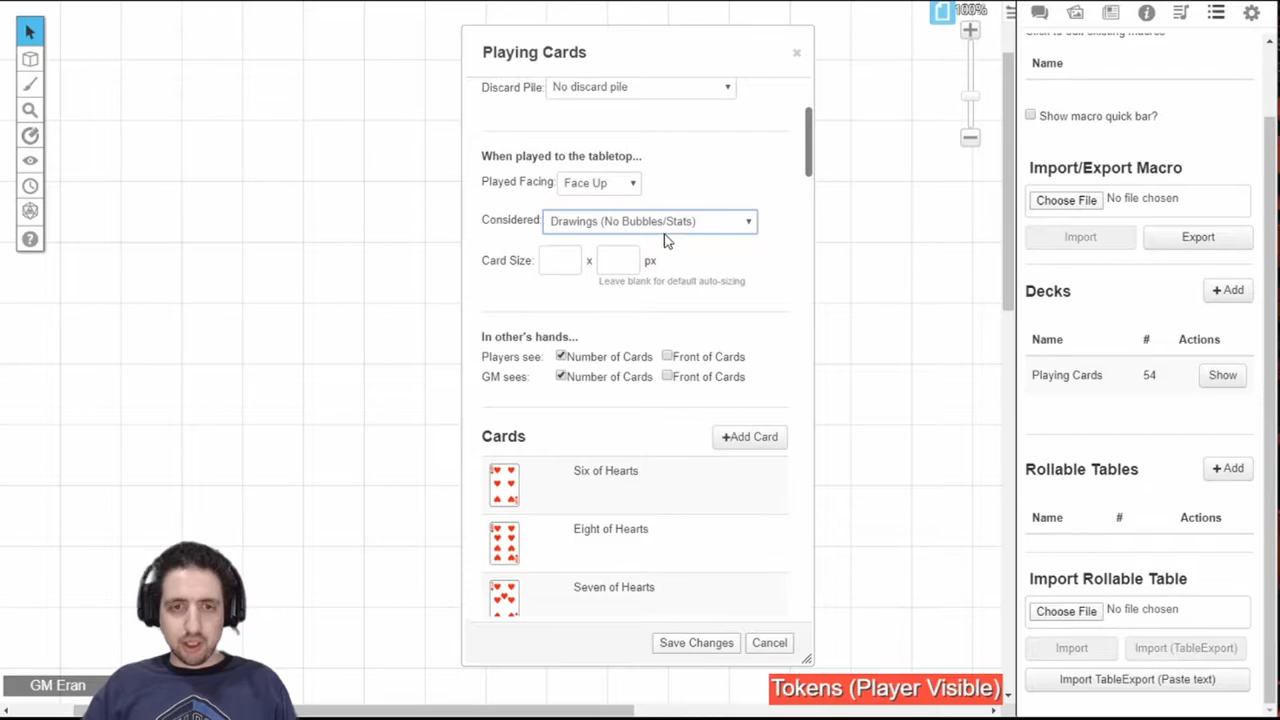 100%
Playing Cards
×
Discard Pile: No discard pile
When played to the tabletop...
Played Facing: Face Up
Considered: Drawings (No Bubbles/Stats)
Card Size: x px
Leave blank for default auto-sizing
In other's hands...
Players see: Number of Cards Front of Cards
GM sees: Number of Cards Front of Cards
Cards
+Add Card
Six of Hearts
Eight of Hearts
Seven of Hearts
Save Changes
Cancel
Name
Show macro quick bar?
Import/Export Macro
Choose File No file chosen
Import
Export
Decks
+ Add
Name # Actions
Playing Cards 54 Show
Rollable Tables
+ Add
Name # Actions
Import Rollable Table
Choose File No file chosen
Import
Import (TableExport)
Import TableExport (Paste text)
GM Eran
Tokens (Player Visible)